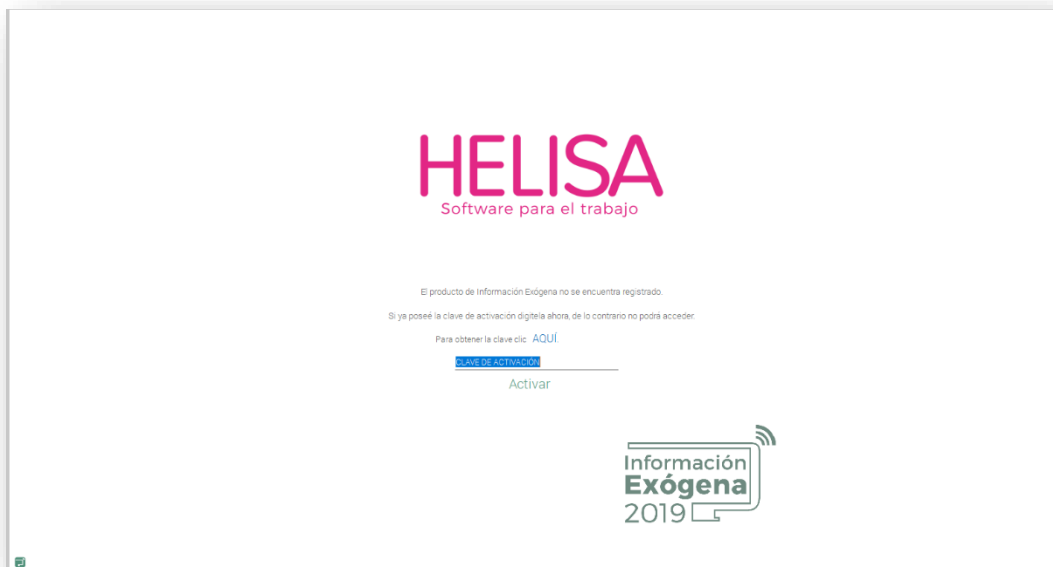 HELISA
Software para el trabajo
El producto de Información Exógena no se encuentra registrado.
Si ya poseé la clave de activación digitela ahora, de lo contrario no podrá acceder.
Para obtener la clave clic AQUÍ.
CLAVE DE ACTIVACIÓN
Activar
Información
Exógena
2019